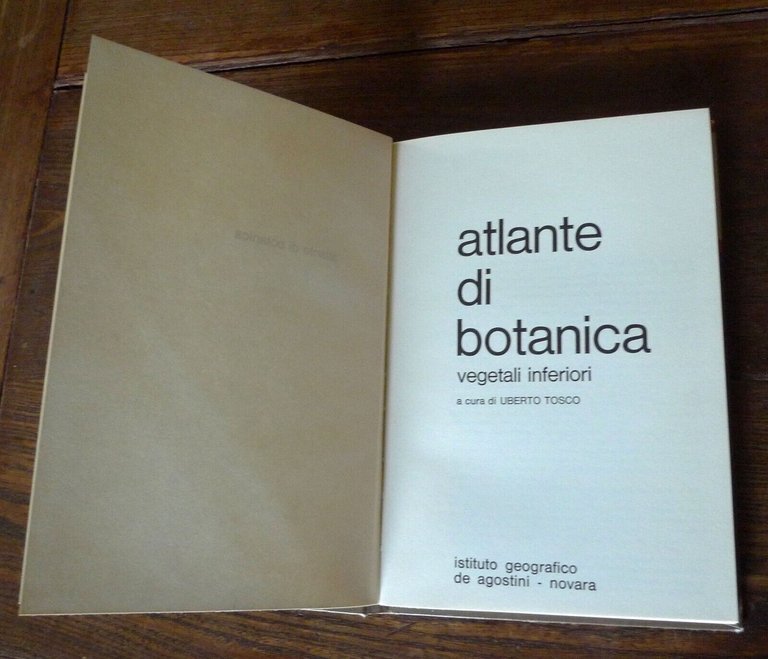 atlante
di
botanica
vegetali inferiori
a cura di UBERTO TOSCO
istituto geografico
de agostini - novara